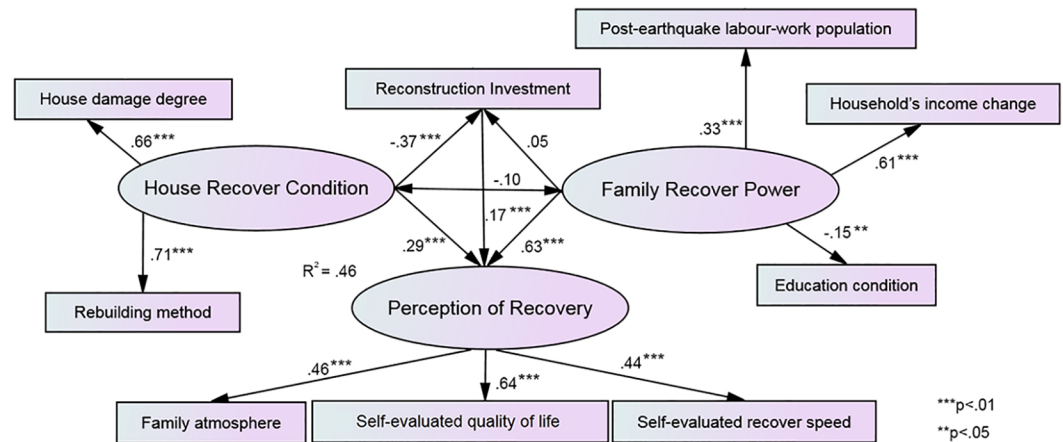 Post-earthquake labour-work population
House damage degree
Reconstruction Investment
Household's income change
.66***
-.37***
.05
.33***
.61***
House Recover Condition
-.10
Family Recover Power
.17***
.29***
.63***
-.15**
.71***
R² = .46
Rebuilding method
Perception of Recovery
Education condition
.46***
.64***
.44***
Family atmosphere
Self-evaluated quality of life
Self-evaluated recover speed
***p<.01
**p<.05